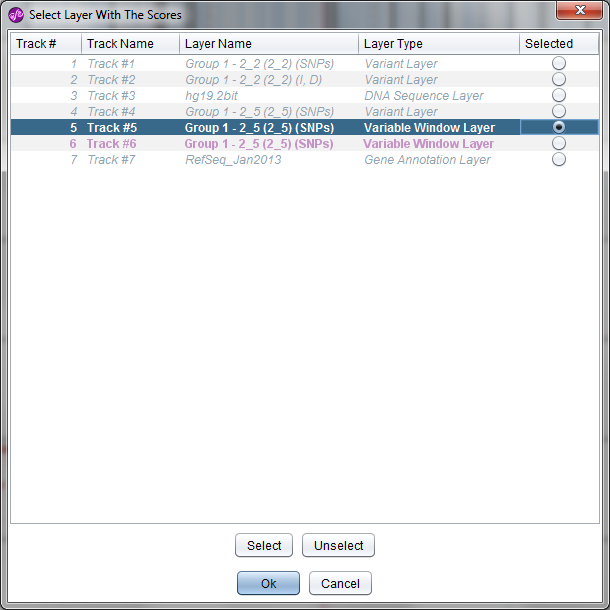 Select Layer With The Scores
Track # Track Name Layer Name Layer Type Selected
1 Track #1 Group 1 - 2_2 (2_2) (SNPs) Variant Layer
2 Track #2 Group 1 - 2_2 (2_2) (I, D) Variant Layer
3 Track #3 hg19.2bit DNA Sequence Layer
4 Track #4 Group 1 - 2_5 (2_5) (SNPs) Variant Layer
5 Track #5 Group 1 - 2_5 (2_5) (SNPs) Variable Window Layer
6 Track #6 Group 1 - 2_5 (2_5) (SNPs) Variable Window Layer
7 Track #7 RefSeq_Jan2013 Gene Annotation Layer
Select Unselect
Ok Cancel